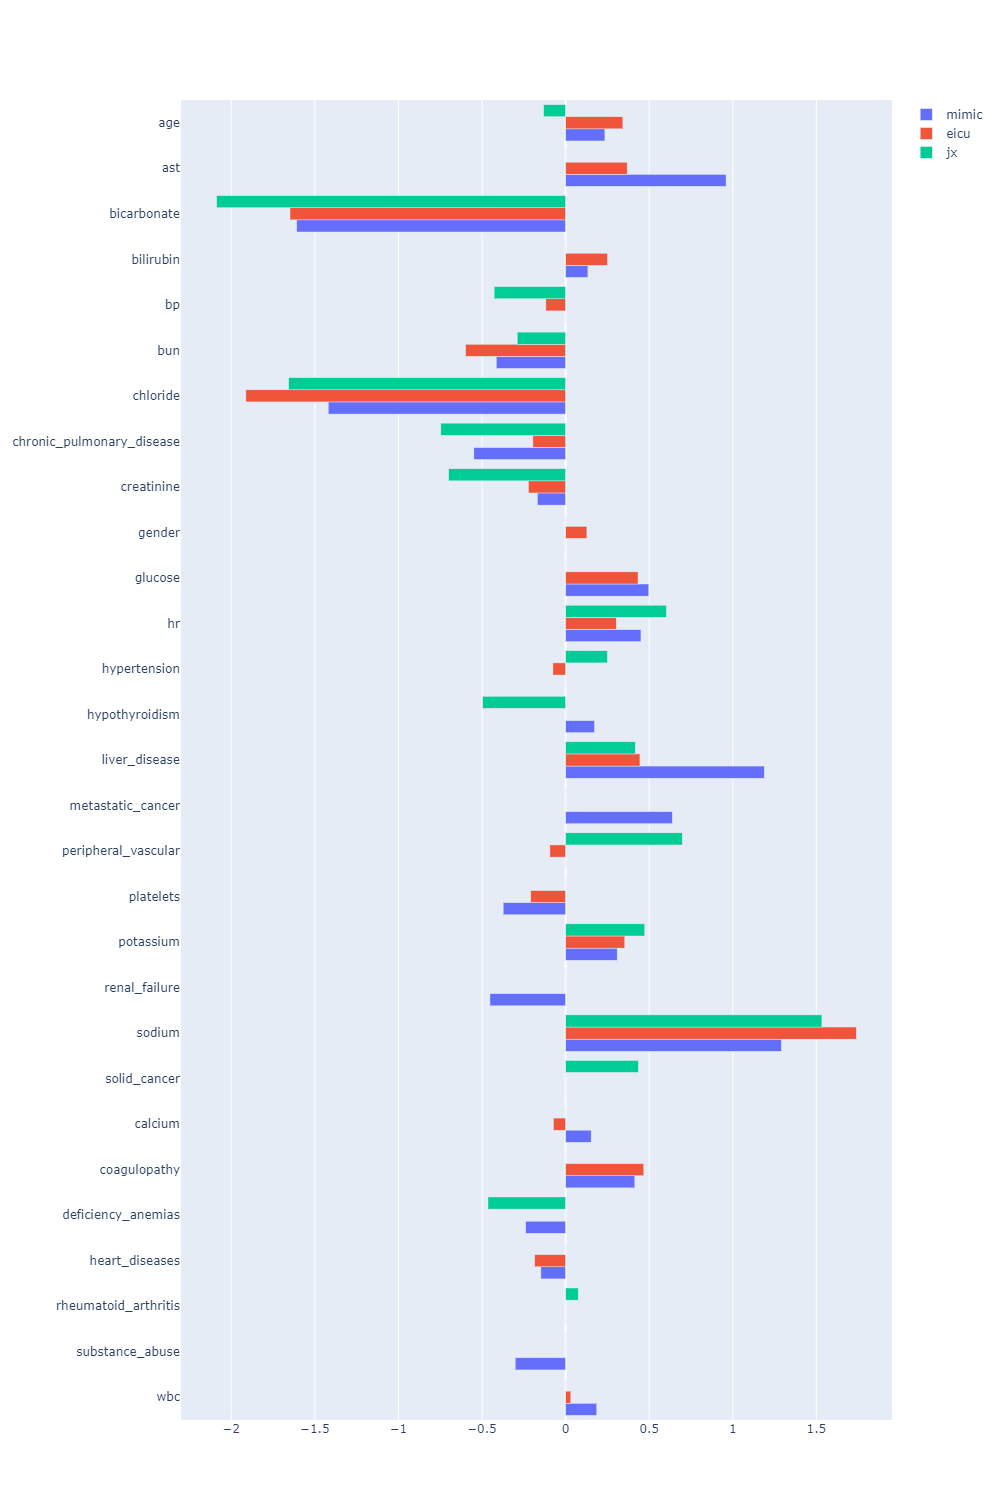 mimic
eicu
jx
age
ast
bicarbonate
bilirubin
bp
bun
chloride
chronic_pulmonary_disease
creatinine
gender
glucose
hr
hypertension
hypothyroidism
liver_disease
metastatic_cancer
peripheral_vascular
platelets
potassium
renal_failure
sodium
solid_cancer
calcium
coagulopathy
deficiency_anemias
heart_diseases
rheumatoid_arthritis
substance_abuse
wbc
−2 −1.5 −1 −0.5 0 0.5 1 1.5